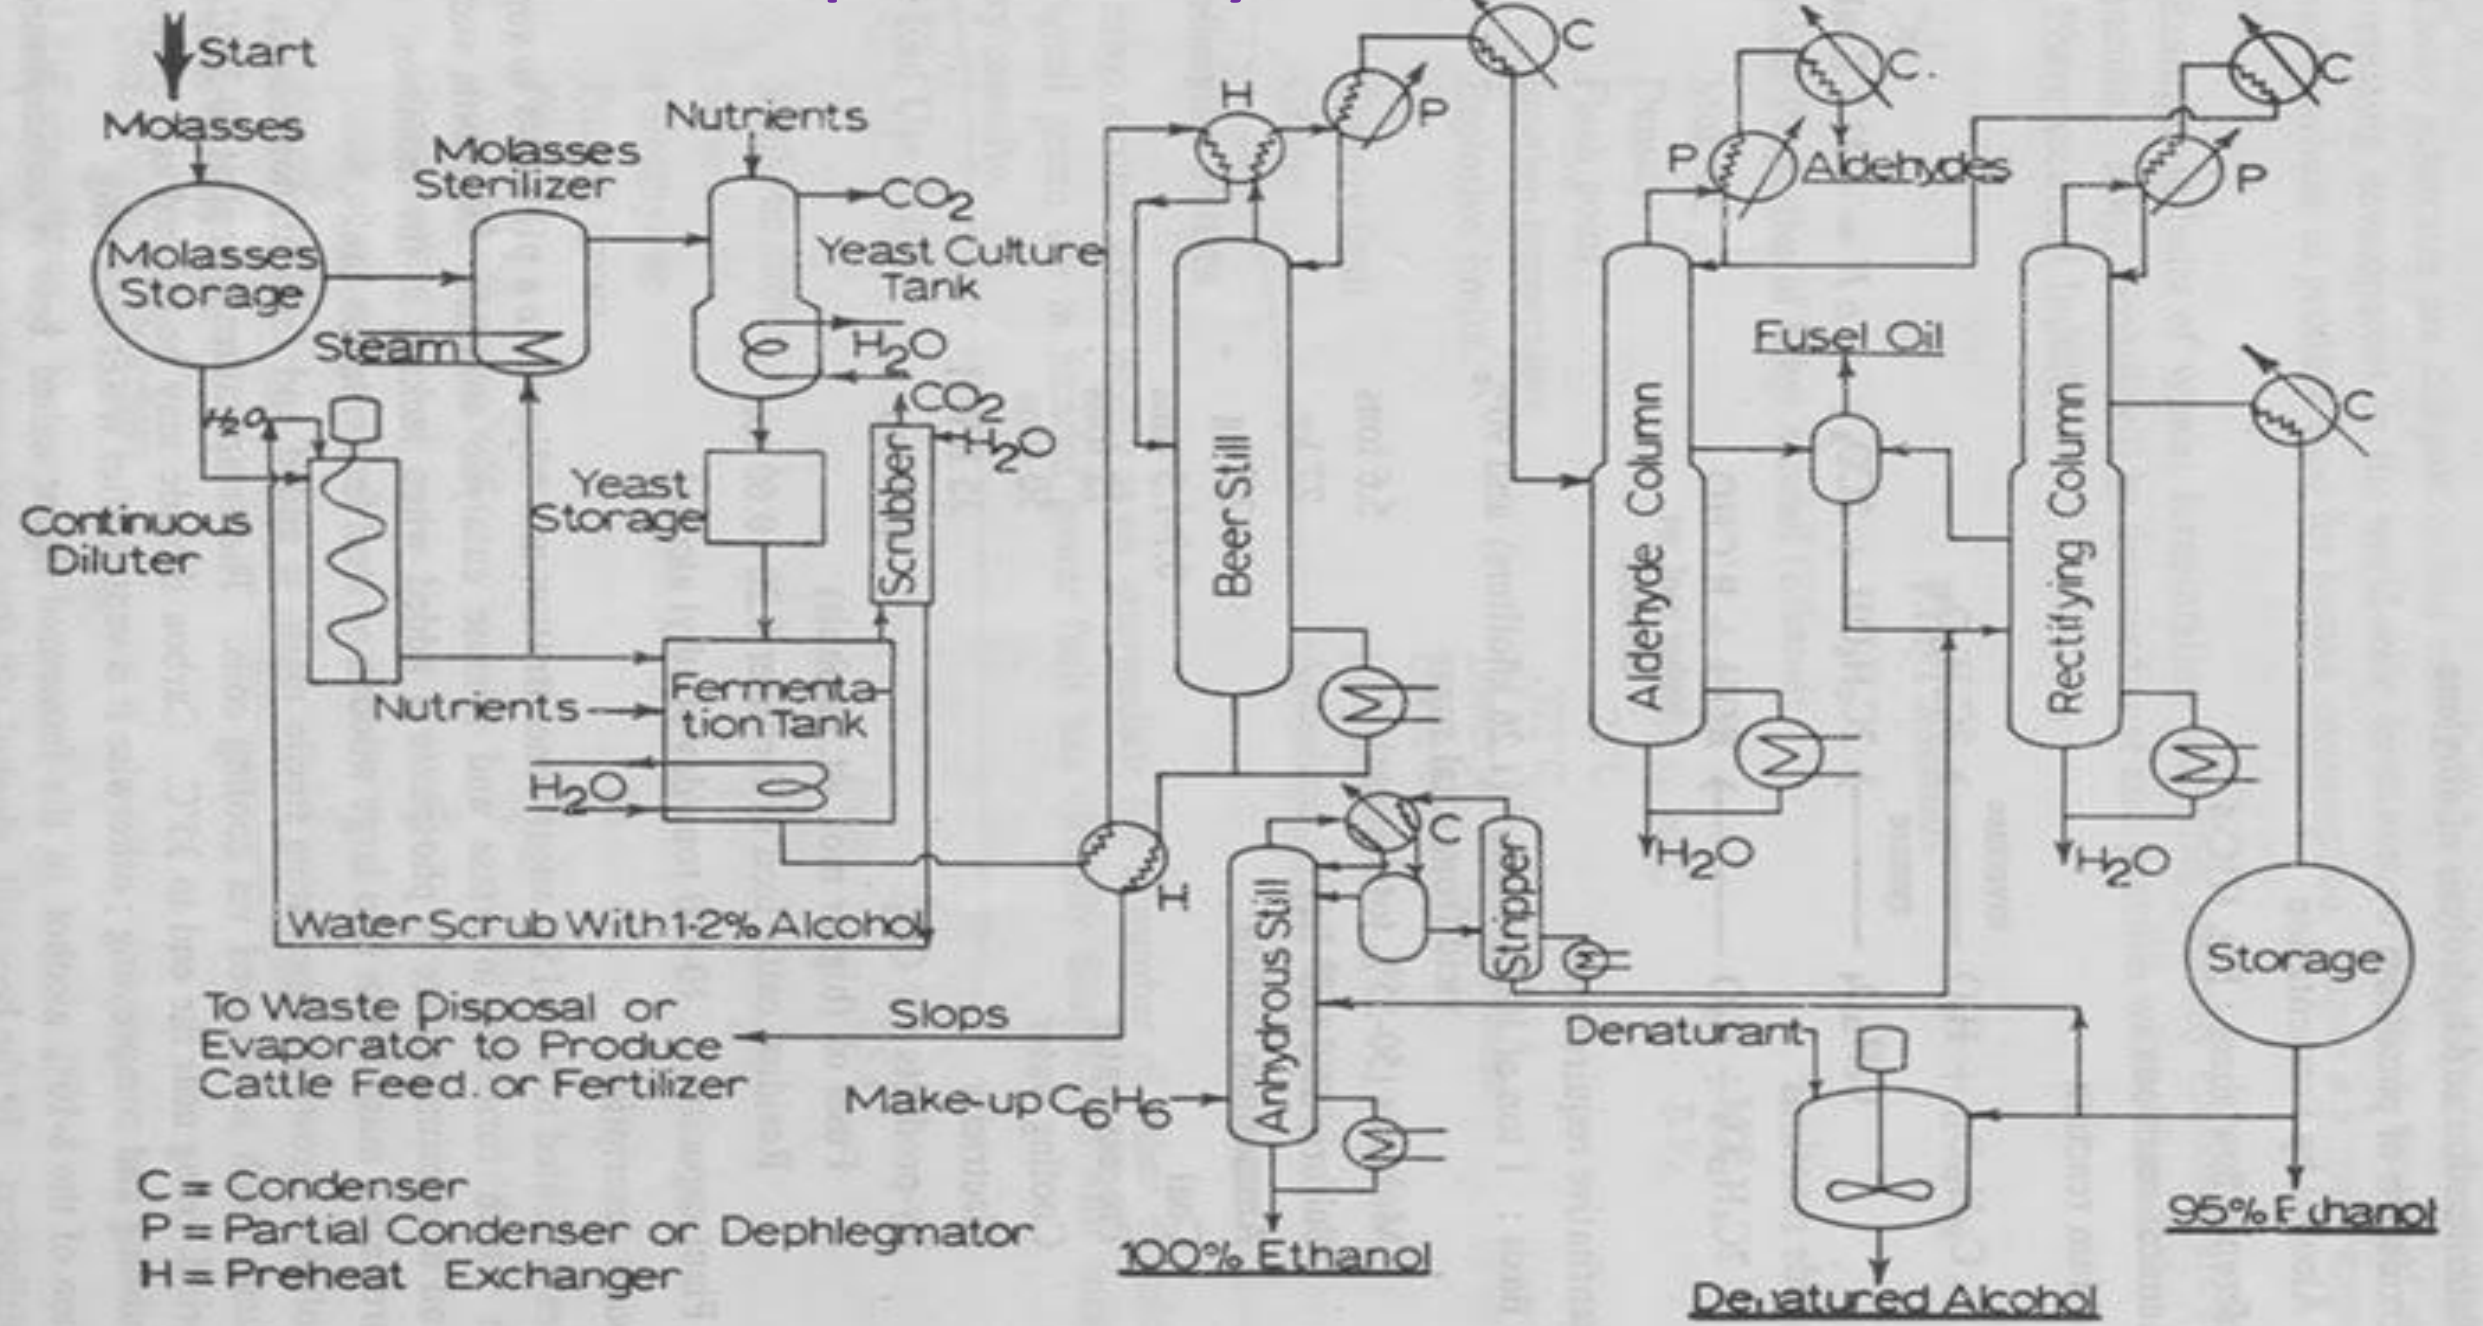 Start
Molasses
Molasses
Storage
Molasses
Sterilizer
Steam
Nutrients
CO2
Yeast Culture
Tank
H2O
CO2
H2O
Scrubber
H2O
Continuous
Diluter
Yeast
Storage
Nutrients
Fermenta-
tion Tank
H2O
Water Scrub With 1-2% Alcohol
To Waste Disposal or
Evaporator to Produce
Cattle Feed. or Fertilizer
Slops
H
H
P
C
Beer Still
P
C.
Aldehydes
Aldehyde Column
H2O
Fusel Oil
C
P
Rectifying Column
H2O
C
Storage
C
Stripper
Anhydrous Still
Make-up C6H6
100% Ethanol
Denaturant
Denatured Alcohol
95% Ethanol
C = Condenser
P = Partial Condenser or Dephlegmator
H = Preheat Exchanger